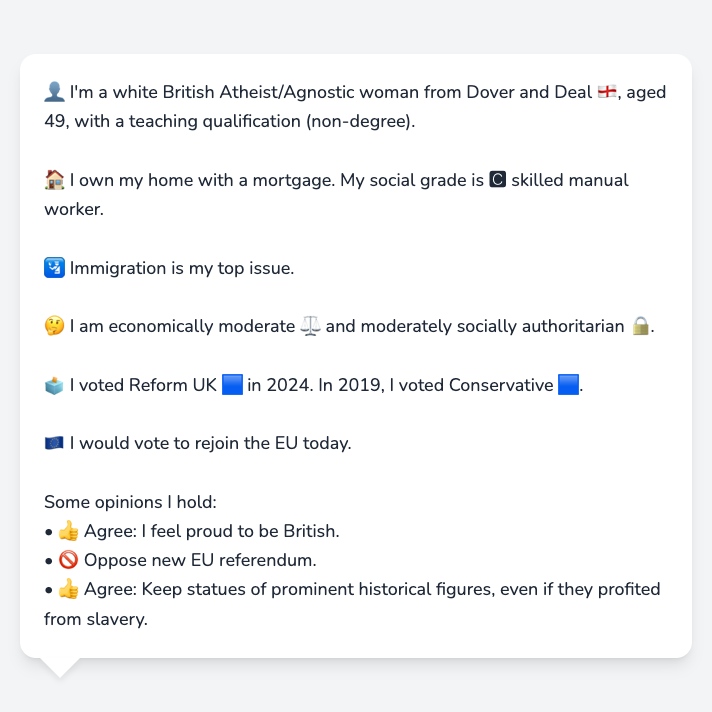 👤 I'm a white British Atheist/Agnostic woman from Dover and Deal 🏴󠁧󠁢󠁥󠁮󠁧󠁿, aged
49, with a teaching qualification (non-degree).
🏠 I own my home with a mortgage. My social grade is 🅲 skilled manual
worker.
🛂 Immigration is my top issue.
🤔 I am economically moderate ⚖️ and moderately socially authoritarian 🔒.
🗳️ I voted Reform UK 🟦 in 2024. In 2019, I voted Conservative 🟦.
🇪🇺 I would vote to rejoin the EU today.
Some opinions I hold:
• 👍 Agree: I feel proud to be British.
• 🚫 Oppose new EU referendum.
• 👍 Agree: Keep statues of prominent historical figures, even if they profited
from slavery.